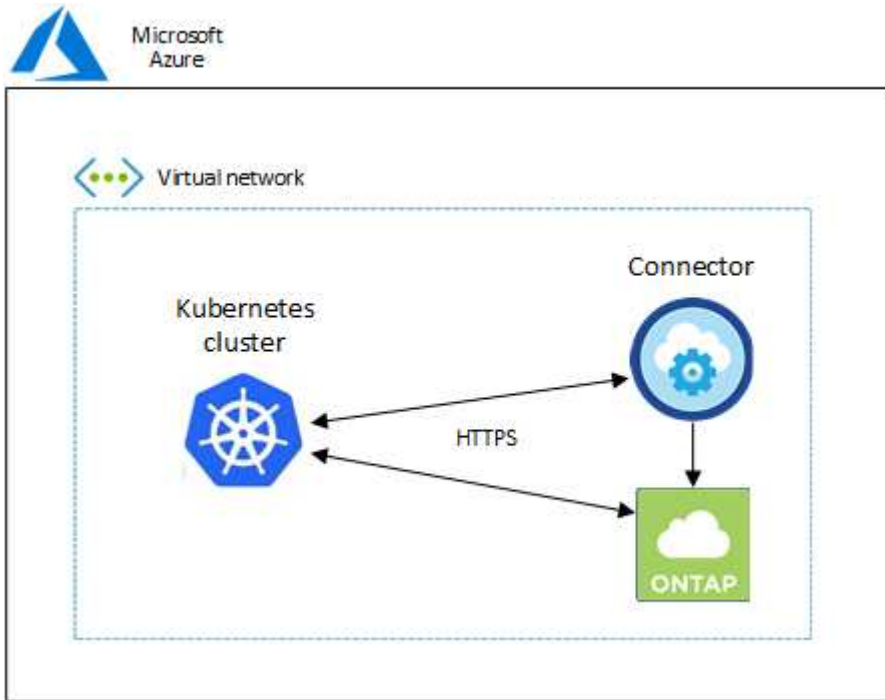 Microsoft
Azure
Virtual network
Connector
Kubernetes
cluster
HTTPS
ONTAP